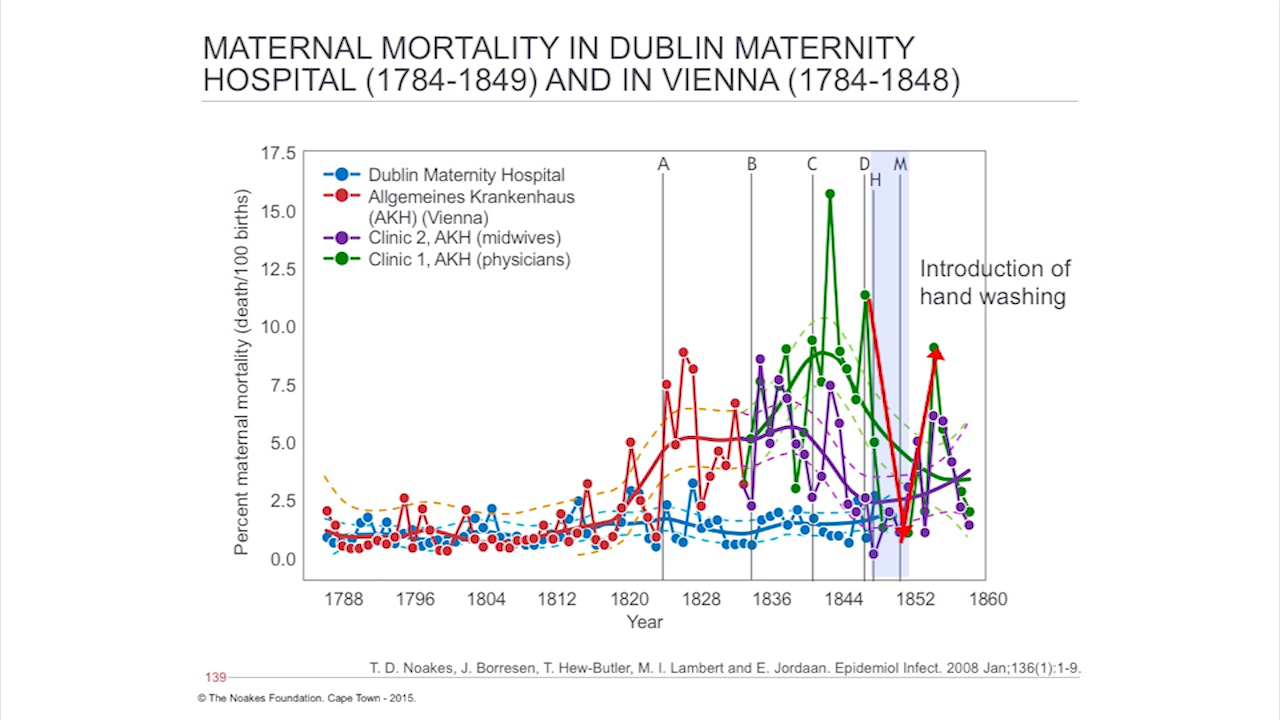 MATERNAL MORTALITY IN DUBLIN MATERNITY
HOSPITAL (1784-1849) AND IN VIENNA (1784-1848)
17.5
15.0
12.5
10.0
7.5
5.0
2.5
0.0
Percent maternal mortality (death/100 births)
Dublin Maternity Hospital
Allgemeines Krankenhaus
(AKH) (Vienna)
Clinic 2, AKH (midwives)
Clinic 1, AKH (physicians)
A
B
C
D
H
M
Introduction of
hand washing
1788 1796 1804 1812 1820 1828 1836 1844 1852 1860
Year
T. D. Noakes, J. Borresen, T. Hew-Butler, M. I. Lambert and E. Jordaan. Epidemiol Infect. 2008 Jan;136(1):1-9.
139
© The Noakes Foundation. Cape Town - 2015.